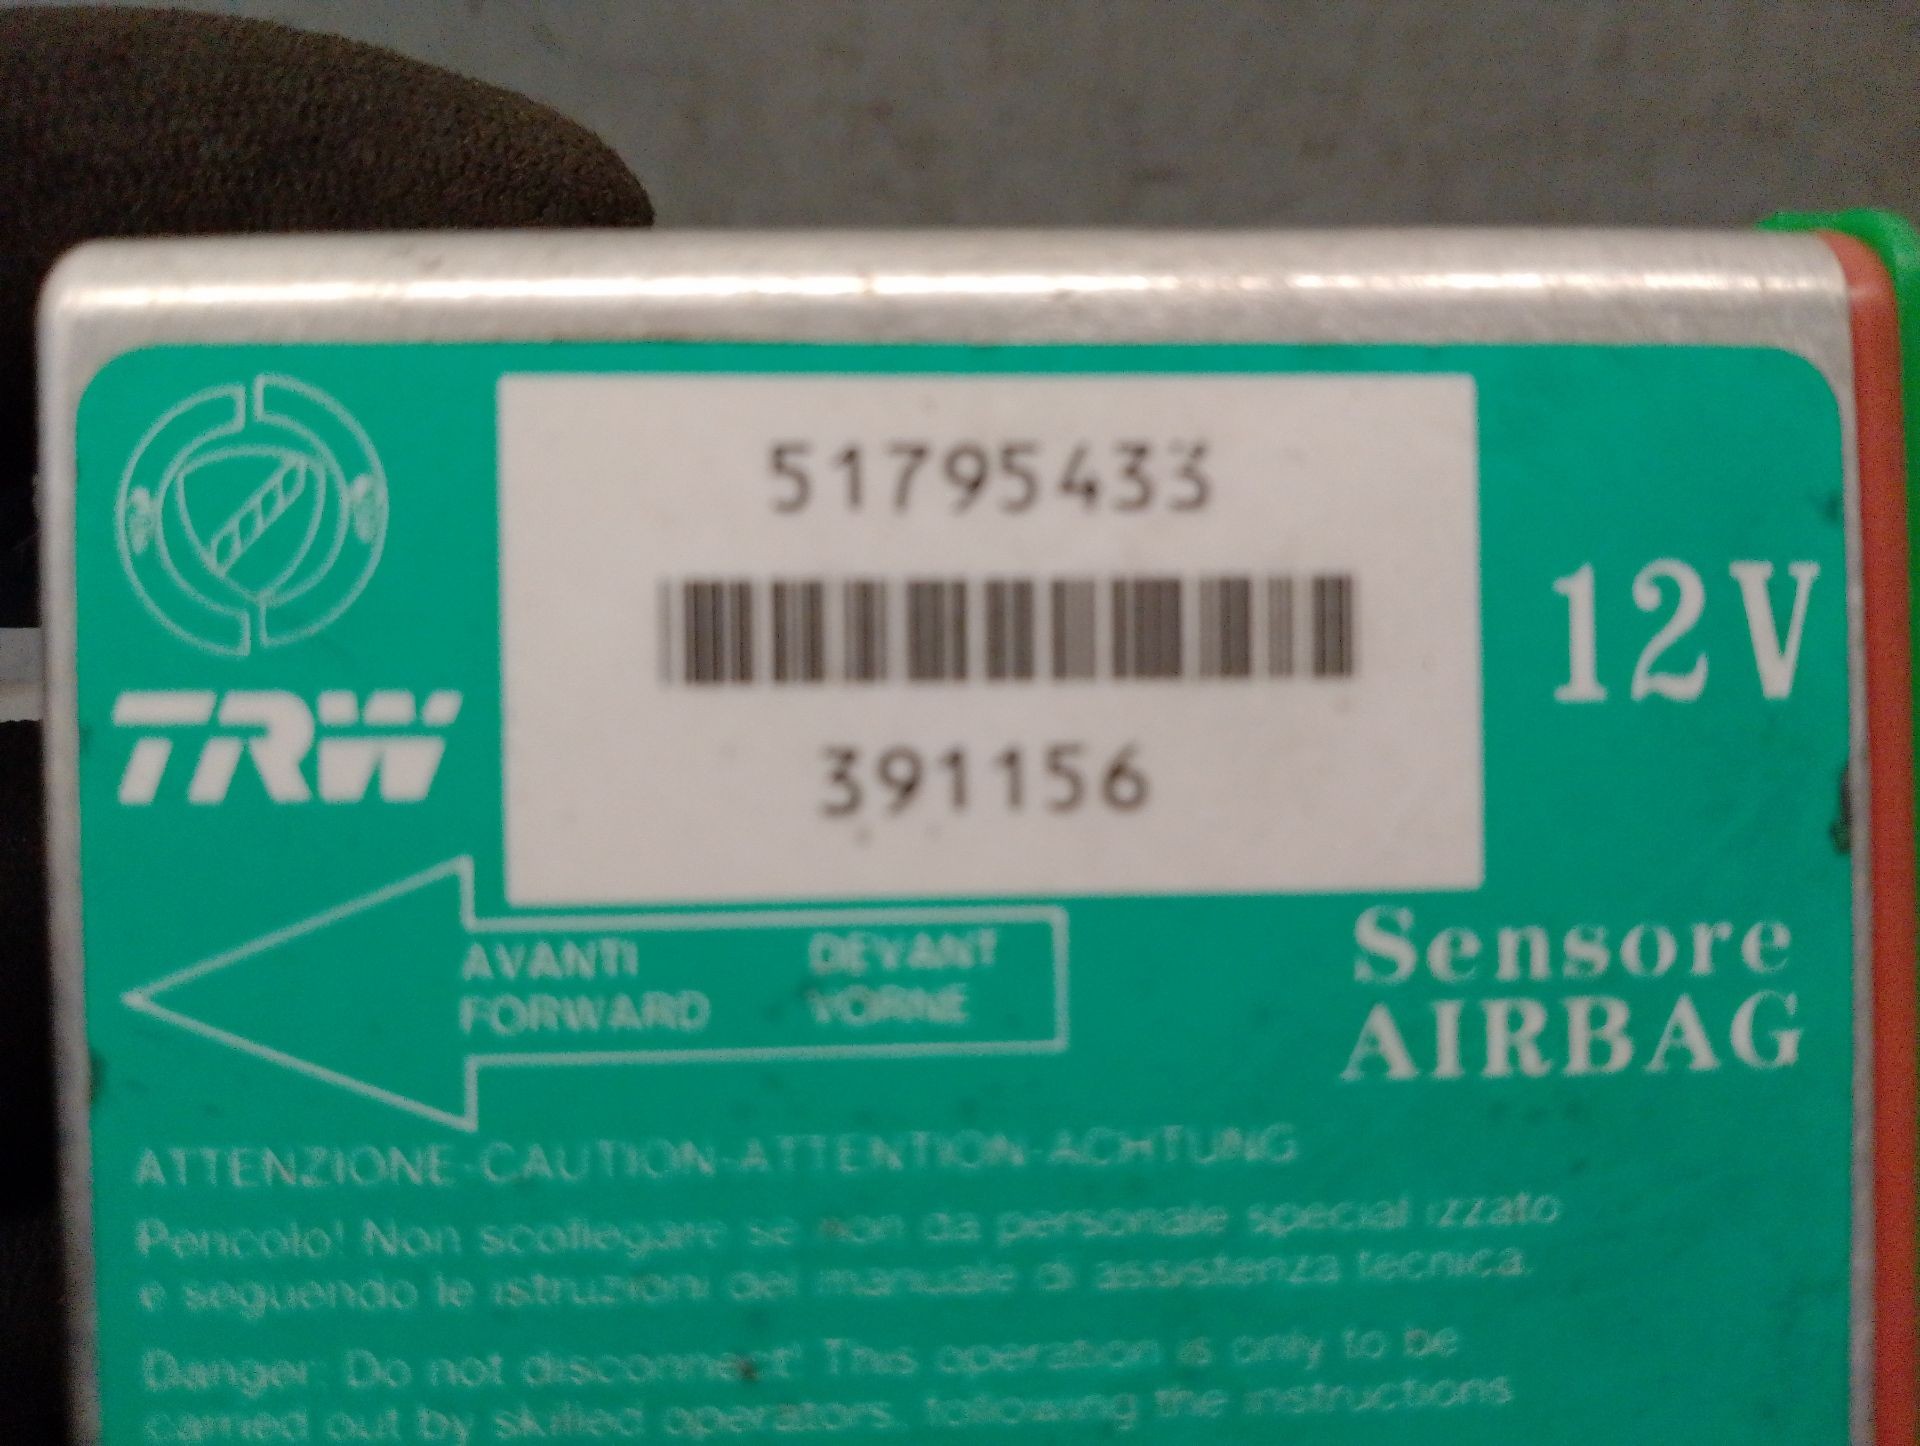 51795433
12V
TRW
391156
AVANTI DEVANT
FORWARD VORNE
Sensore
AIRBAG
ATTENZIONE-CAUTION-ATTENTION-ACHTUNG
Pericolo! Non scollegare se non da personale specializzato
e seguendo le istruzioni del manuale di assistenza tecnica.
Danger: Do not disconnect! This operation is only to be
carried out by skilled operators, following the instructions